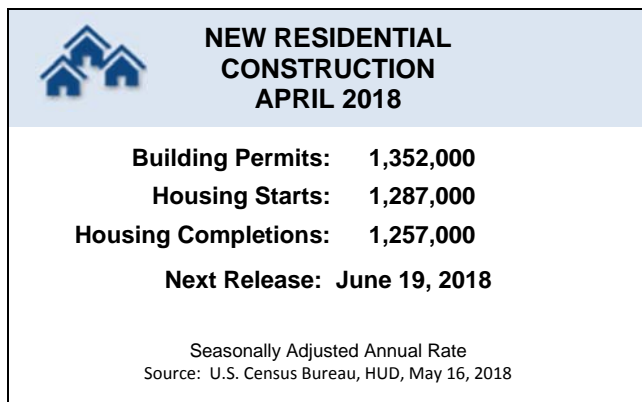 NEW RESIDENTIAL
CONSTRUCTION
APRIL 2018
Building Permits: 1,352,000
Housing Starts: 1,287,000
Housing Completions: 1,257,000
Next Release: June 19, 2018
Seasonally Adjusted Annual Rate
Source: U.S. Census Bureau, HUD, May 16, 2018